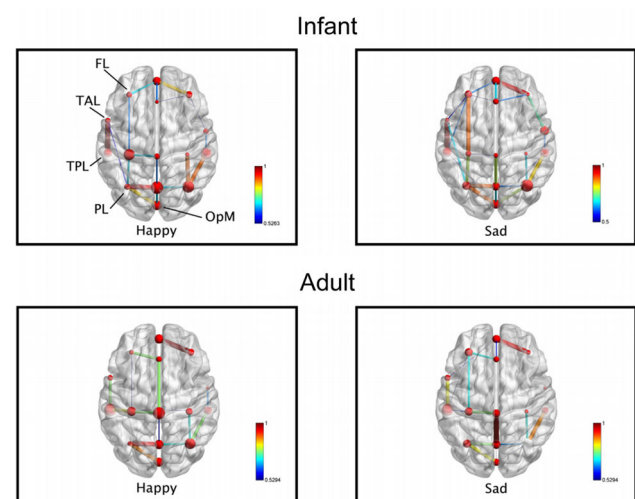 Infant
FL
TAL
TPL
PL
OpM
1
0.5263
Happy
1
0.5
Sad
Adult
1
0.5294
Happy
1
0.5294
Sad